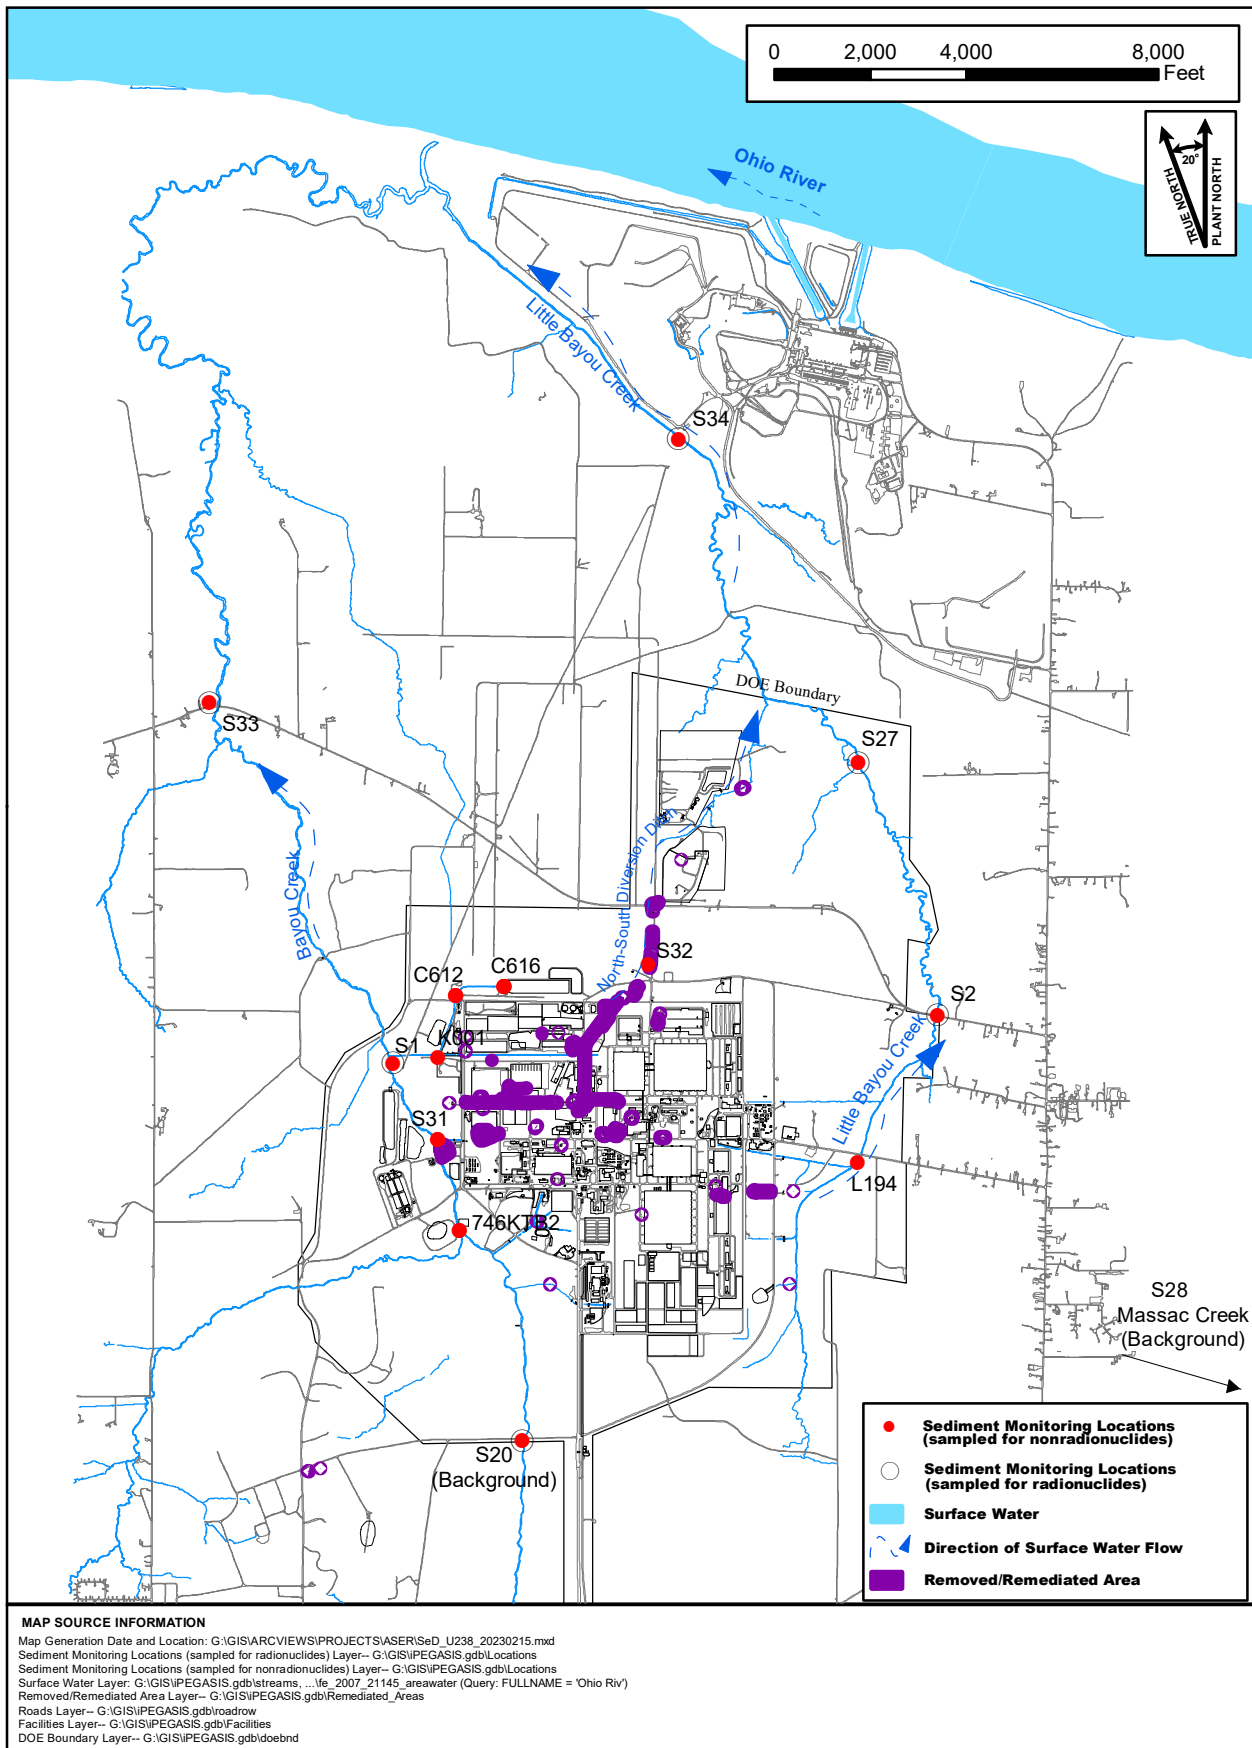 0 2,000 4,000 8,000
Feet
TRUE NORTH
20°
PLANT NORTH
Ohio River
Little Bayou Creek
S34
S33
DOE Boundary
S27
Bayou Creek
North-South Diversion Ditch
S32
C612
C616
S2
K001
S1
Little Bayou Creek
S31
L194
746KTB2
S28
Massac Creek
(Background)
S20
(Background)
Sediment Monitoring Locations
(sampled for nonradionuclides)
Sediment Monitoring Locations
(sampled for radionuclides)
Surface Water
Direction of Surface Water Flow
Removed/Remediated Area
MAP SOURCE INFORMATION
Map Generation Date and Location: G:\GIS\ARCVIEWS\PROJECTS\ASER\SeD_U238_20230215.mxd
Sediment Monitoring Locations (sampled for radionuclides) Layer-- G:\GIS\iPEGASIS.gdb\Locations
Sediment Monitoring Locations (sampled for nonradionuclides) Layer-- G:\GIS\iPEGASIS.gdb\Locations
Surface Water Layer: G:\GIS\iPEGASIS.gdb\streams, ...\fe_2007_21145_areawater (Query: FULLNAME = 'Ohio Riv')
Removed/Remediated Area Layer-- G:\GIS\iPEGASIS.gdb\Remediated_Areas
Roads Layer-- G:\GIS\iPEGASIS.gdb\roadrow
Facilities Layer-- G:\GIS\iPEGASIS.gdb\Facilities
DOE Boundary Layer-- G:\GIS\iPEGASIS.gdb\doebnd